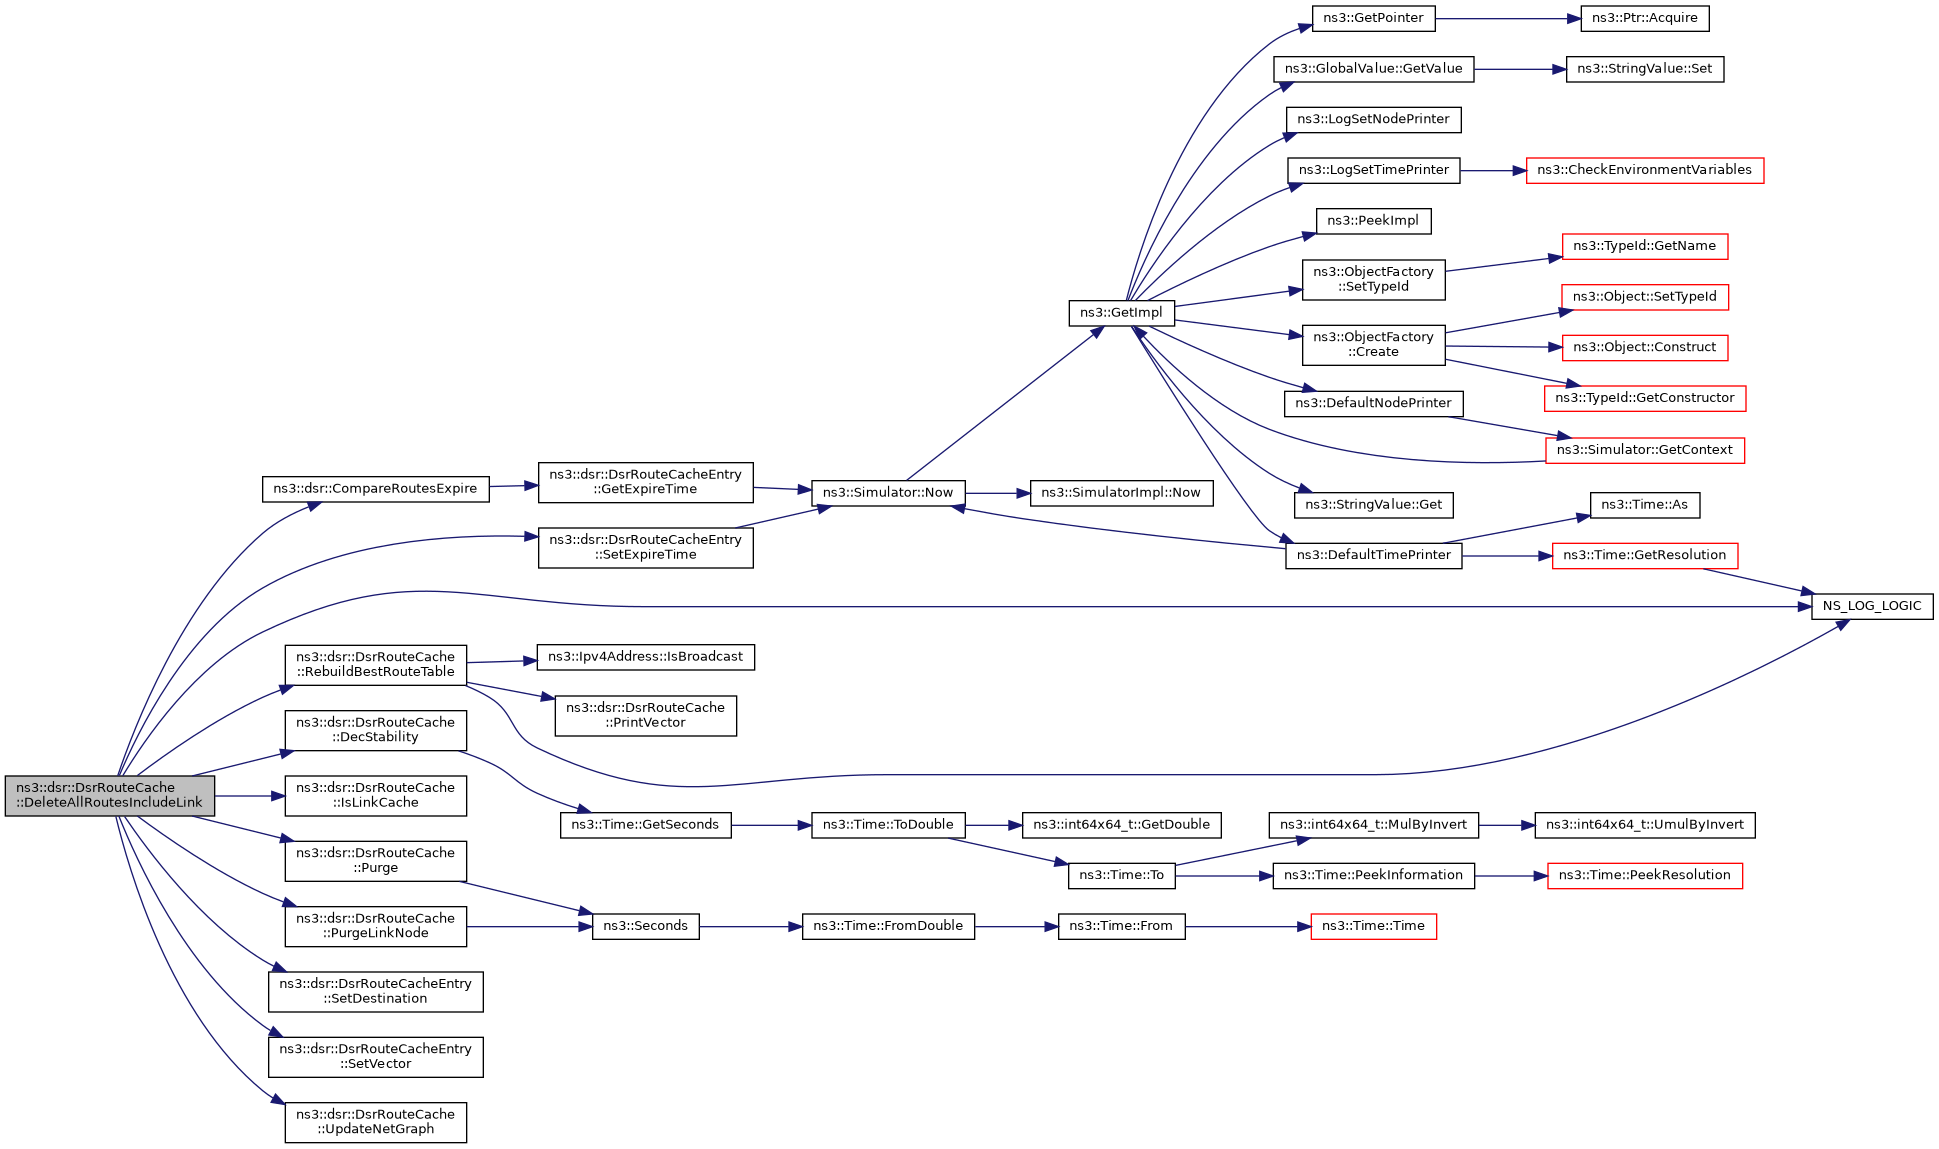 ns3::dsr::DsrRouteCache
::DeleteAllRoutesIncludeLink
ns3::dsr::CompareRoutesExpire
ns3::dsr::DsrRouteCacheEntry
::GetExpireTime
ns3::Simulator::Now
ns3::GetImpl
ns3::GetPointer
ns3::Ptr::Acquire
ns3::GlobalValue::GetValue
ns3::StringValue::Set
ns3::LogSetNodePrinter
ns3::LogSetTimePrinter
ns3::CheckEnvironmentVariables
ns3::PeekImpl
ns3::ObjectFactory
::SetTypeId
ns3::TypeId::GetName
ns3::ObjectFactory
::Create
ns3::Object::SetTypeId
ns3::Object::Construct
ns3::TypeId::GetConstructor
ns3::DefaultNodePrinter
ns3::Simulator::GetContext
ns3::StringValue::Get
ns3::DefaultTimePrinter
ns3::Time::As
ns3::Time::GetResolution
NS_LOG_LOGIC
ns3::SimulatorImpl::Now
ns3::dsr::DsrRouteCacheEntry
::SetExpireTime
ns3::dsr::DsrRouteCache
::RebuildBestRouteTable
ns3::Ipv4Address::IsBroadcast
ns3::dsr::DsrRouteCache
::PrintVector
ns3::dsr::DsrRouteCache
::DecStability
ns3::Time::GetSeconds
ns3::Time::ToDouble
ns3::int64x64_t::GetDouble
ns3::Time::To
ns3::int64x64_t::MulByInvert
ns3::int64x64_t::UmulByInvert
ns3::Time::PeekInformation
ns3::Time::PeekResolution
ns3::dsr::DsrRouteCache
::IsLinkCache
ns3::dsr::DsrRouteCache
::Purge
ns3::Seconds
ns3::Time::FromDouble
ns3::Time::From
ns3::Time::Time
ns3::dsr::DsrRouteCache
::PurgeLinkNode
ns3::dsr::DsrRouteCacheEntry
::SetDestination
ns3::dsr::DsrRouteCacheEntry
::SetVector
ns3::dsr::DsrRouteCache
::UpdateNetGraph